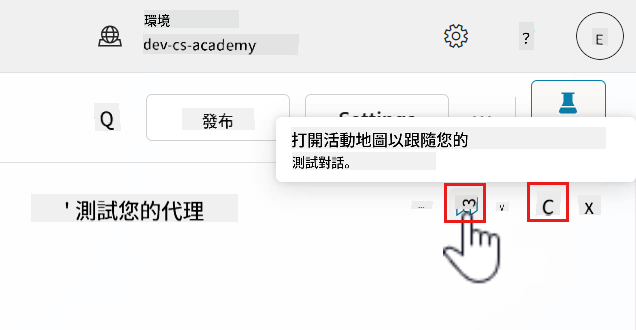 環境
dev-cs-academy
?
E
Q
發布
Settings
打開活動地圖以跟隨您的
測試對話。
' 測試您的代理
...
3
v
C
X